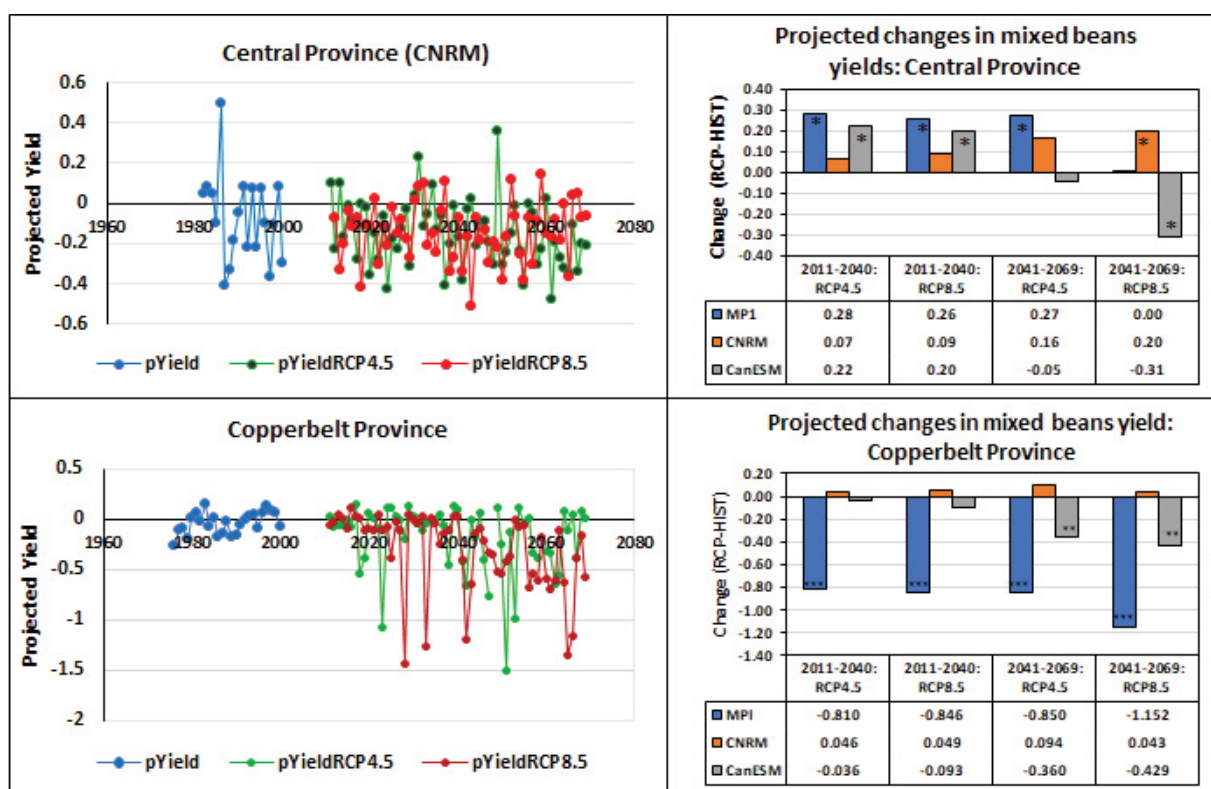 Central Province (CNRM)
Projected Yield
0.6
0.4
0.2
0
-0.2
-0.4
-0.6
1960
1980
2000
2020
2040
2060
2080
pYield
pYieldRCP4.5
pYieldRCP8.5
Projected changes in mixed beans
yields: Central Province
Change (RCP-HIST)
0.40
0.30
0.20
0.10
0.00
-0.10
-0.20
-0.30
-0.40
* * * * * * *
2011-2040: 2011-2040: 2041-2069: 2041-2069:
RCP4.5 RCP8.5 RCP4.5 RCP8.5
MP1 0.28 0.26 0.27 0.00
CNRM 0.07 0.09 0.16 0.20
CanESM 0.22 0.20 -0.05 -0.31
Copperbelt Province
Projected Yield
0.5
0
-0.5
-1
-1.5
-2
1960
1980
2000
2020
2040
2060
2080
pYield
pYieldRCP4.5
pYieldRCP8.5
Projected changes in mixed beans yield:
Copperbelt Province
Change (RCP-HIST)
0.20
0.00
-0.20
-0.40
-0.60
-0.80
-1.00
-1.20
-1.40
*** *** *** ** *** **
2011-2040: 2011-2040: 2041-2069: 2041-2069:
RCP4.5 RCP8.5 RCP4.5 RCP8.5
MPI -0.810 -0.846 -0.850 -1.152
CNRM 0.046 0.049 0.094 0.043
CanESM -0.036 -0.093 -0.360 -0.429